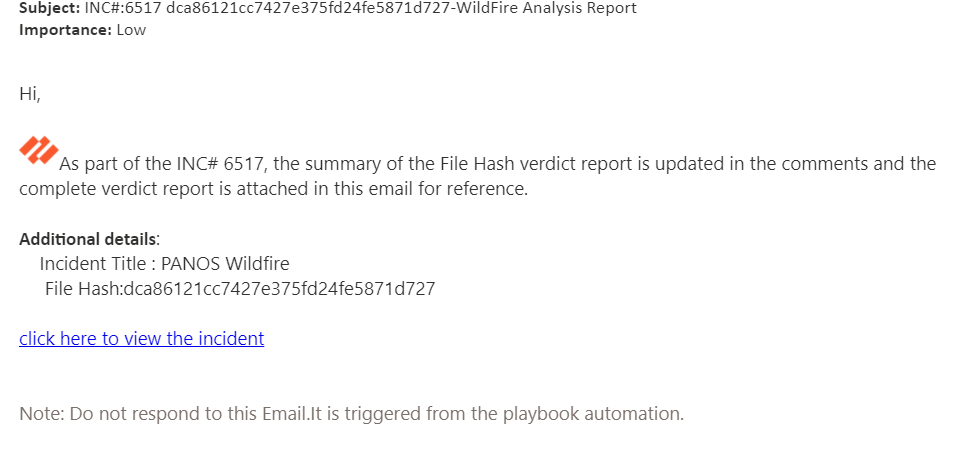 Subject: INC#:6517 dca86121cc7427e375fd24fe5871d727-WildFire Analysis Report
Importance: Low
Hi,
As part of the INC# 6517, the summary of the File Hash verdict report is updated in the comments and the
complete verdict report is attached in this email for reference.
Additional details:
Incident Title : PANOS Wildfire
File Hash:dca86121cc7427e375fd24fe5871d727
click here to view the incident
Note: Do not respond to this Email.It is triggered from the playbook automation.